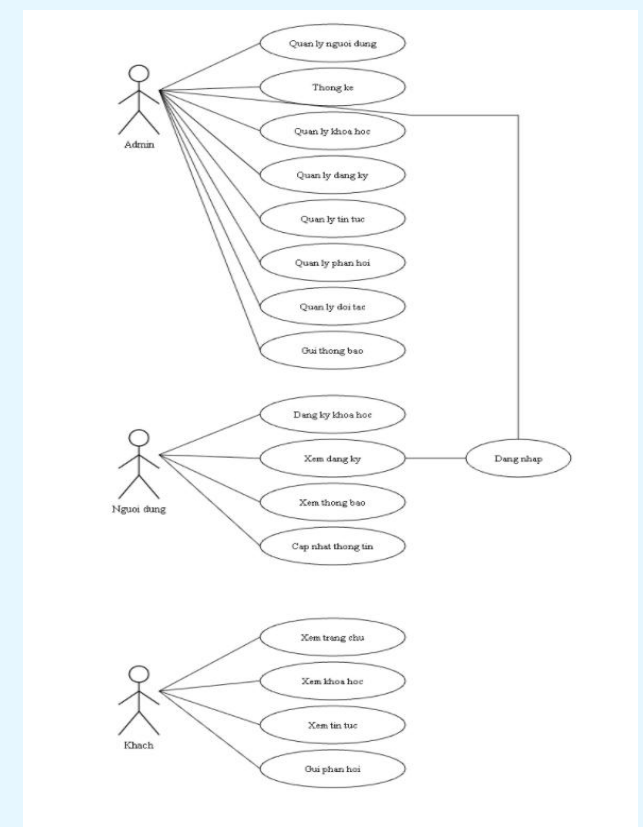 Quan ly nguoi dung
Thong ke
Admin
Quan ly khoa hoc
Quan ly dang ky
Quan ly tin tuc
Quan ly phan hoi
Quan ly doi tac
Gui thong bao
Dang ky khoa hoc
Xem dang ky
Dang nhap
Nguoi dung
Xem thong bao
Cap nhat thong tin
Xem trang chu
Xem khoa hoc
Khach
Xem tin tuc
Gui phan hoi